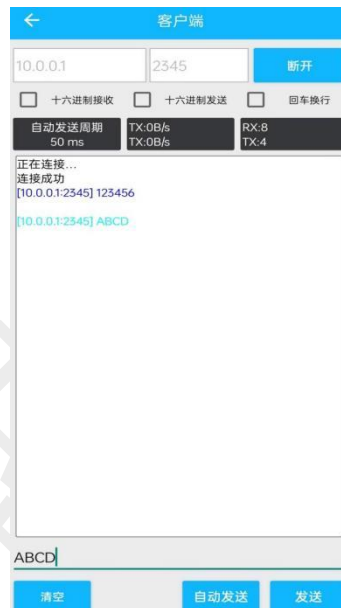 客户端
10.0.0.1
2345
断开
十六进制接收
十六进制发送
回车换行
自动发送周期
50 ms
TX:0B/s
TX:0B/s
RX:8
TX:4
正在连接...
连接成功
[10.0.0.1:2345] 123456
[10.0.0.1:2345] ABCD
ABCD
清空
自动发送
发送